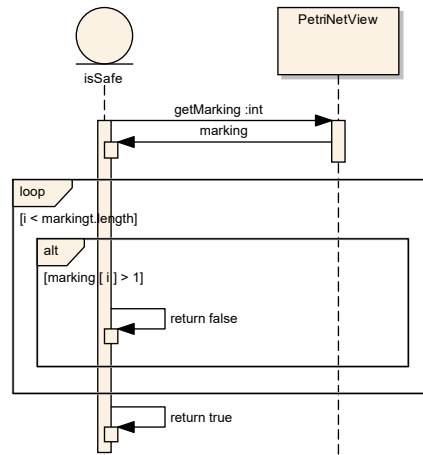 PetriNetView
isSafe
getMarking :int
marking
loop
[i < markingt.length]
alt
[marking [ i ] > 1]
return false
return true